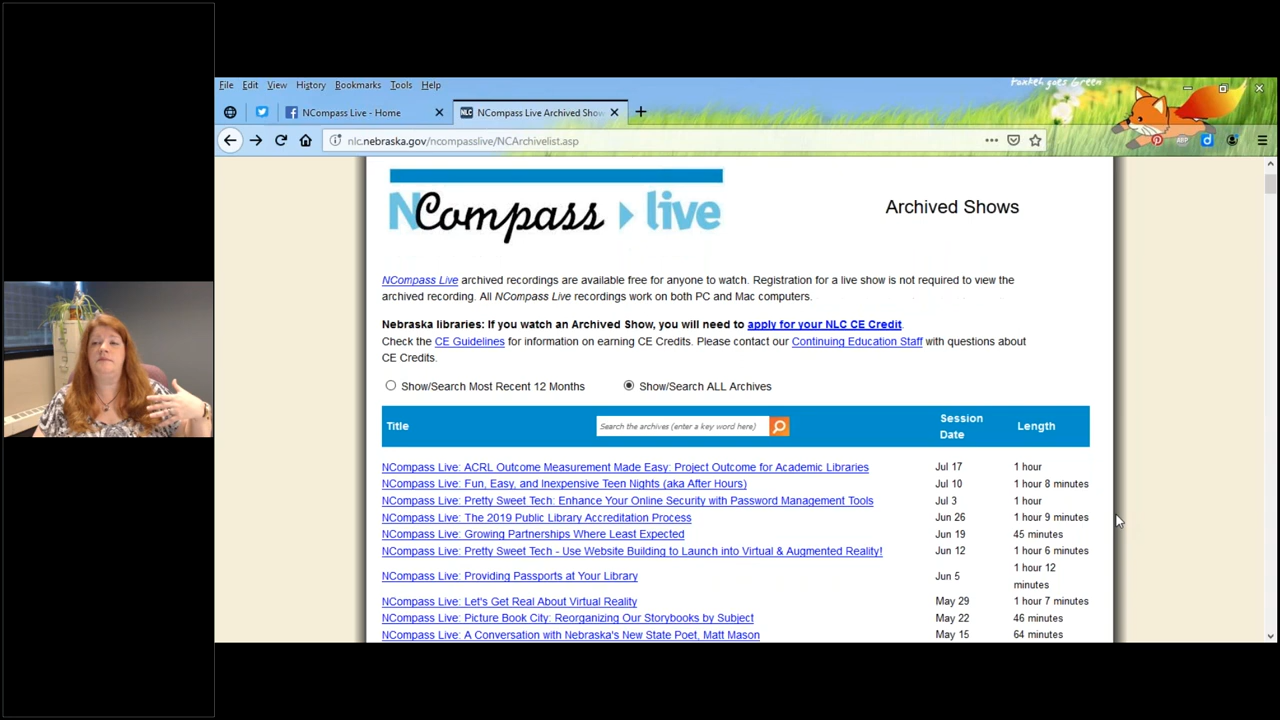 Foxkeh goes Green
File Edit View History Bookmarks Tools Help
NCompass Live - Home
NLC NCompass Live Archived Show
nlc.nebraska.gov/ncompasslive/NCArchivelist.asp
NCompass live
Archived Shows
NCompass Live archived recordings are available free for anyone to watch. Registration for a live show is not required to view the
archived recording. All NCompass Live recordings work on both PC and Mac computers.
Nebraska libraries: If you watch an Archived Show, you will need to apply for your NLC CE Credit.
Check the CE Guidelines for information on earning CE Credits. Please contact our Continuing Education Staff with questions about
CE Credits.
Show/Search Most Recent 12 Months Show/Search ALL Archives
Title Search the archives (enter a key word here) Session Date Length
NCompass Live: ACRL Outcome Measurement Made Easy: Project Outcome for Academic Libraries Jul 17 1 hour
NCompass Live: Fun, Easy, and Inexpensive Teen Nights (aka After Hours) Jul 10 1 hour 8 minutes
NCompass Live: Pretty Sweet Tech: Enhance Your Online Security with Password Management Tools Jul 3 1 hour
NCompass Live: The 2019 Public Library Accreditation Process Jun 26 1 hour 9 minutes
NCompass Live: Growing Partnerships Where Least Expected Jun 19 45 minutes
NCompass Live: Pretty Sweet Tech - Use Website Building to Launch into Virtual & Augmented Reality! Jun 12 1 hour 6 minutes
NCompass Live: Providing Passports at Your Library Jun 5 1 hour 12 minutes
NCompass Live: Let's Get Real About Virtual Reality May 29 1 hour 7 minutes
NCompass Live: Picture Book City: Reorganizing Our Storybooks by Subject May 22 46 minutes
NCompass Live: A Conversation with Nebraska's New State Poet, Matt Mason May 15 64 minutes